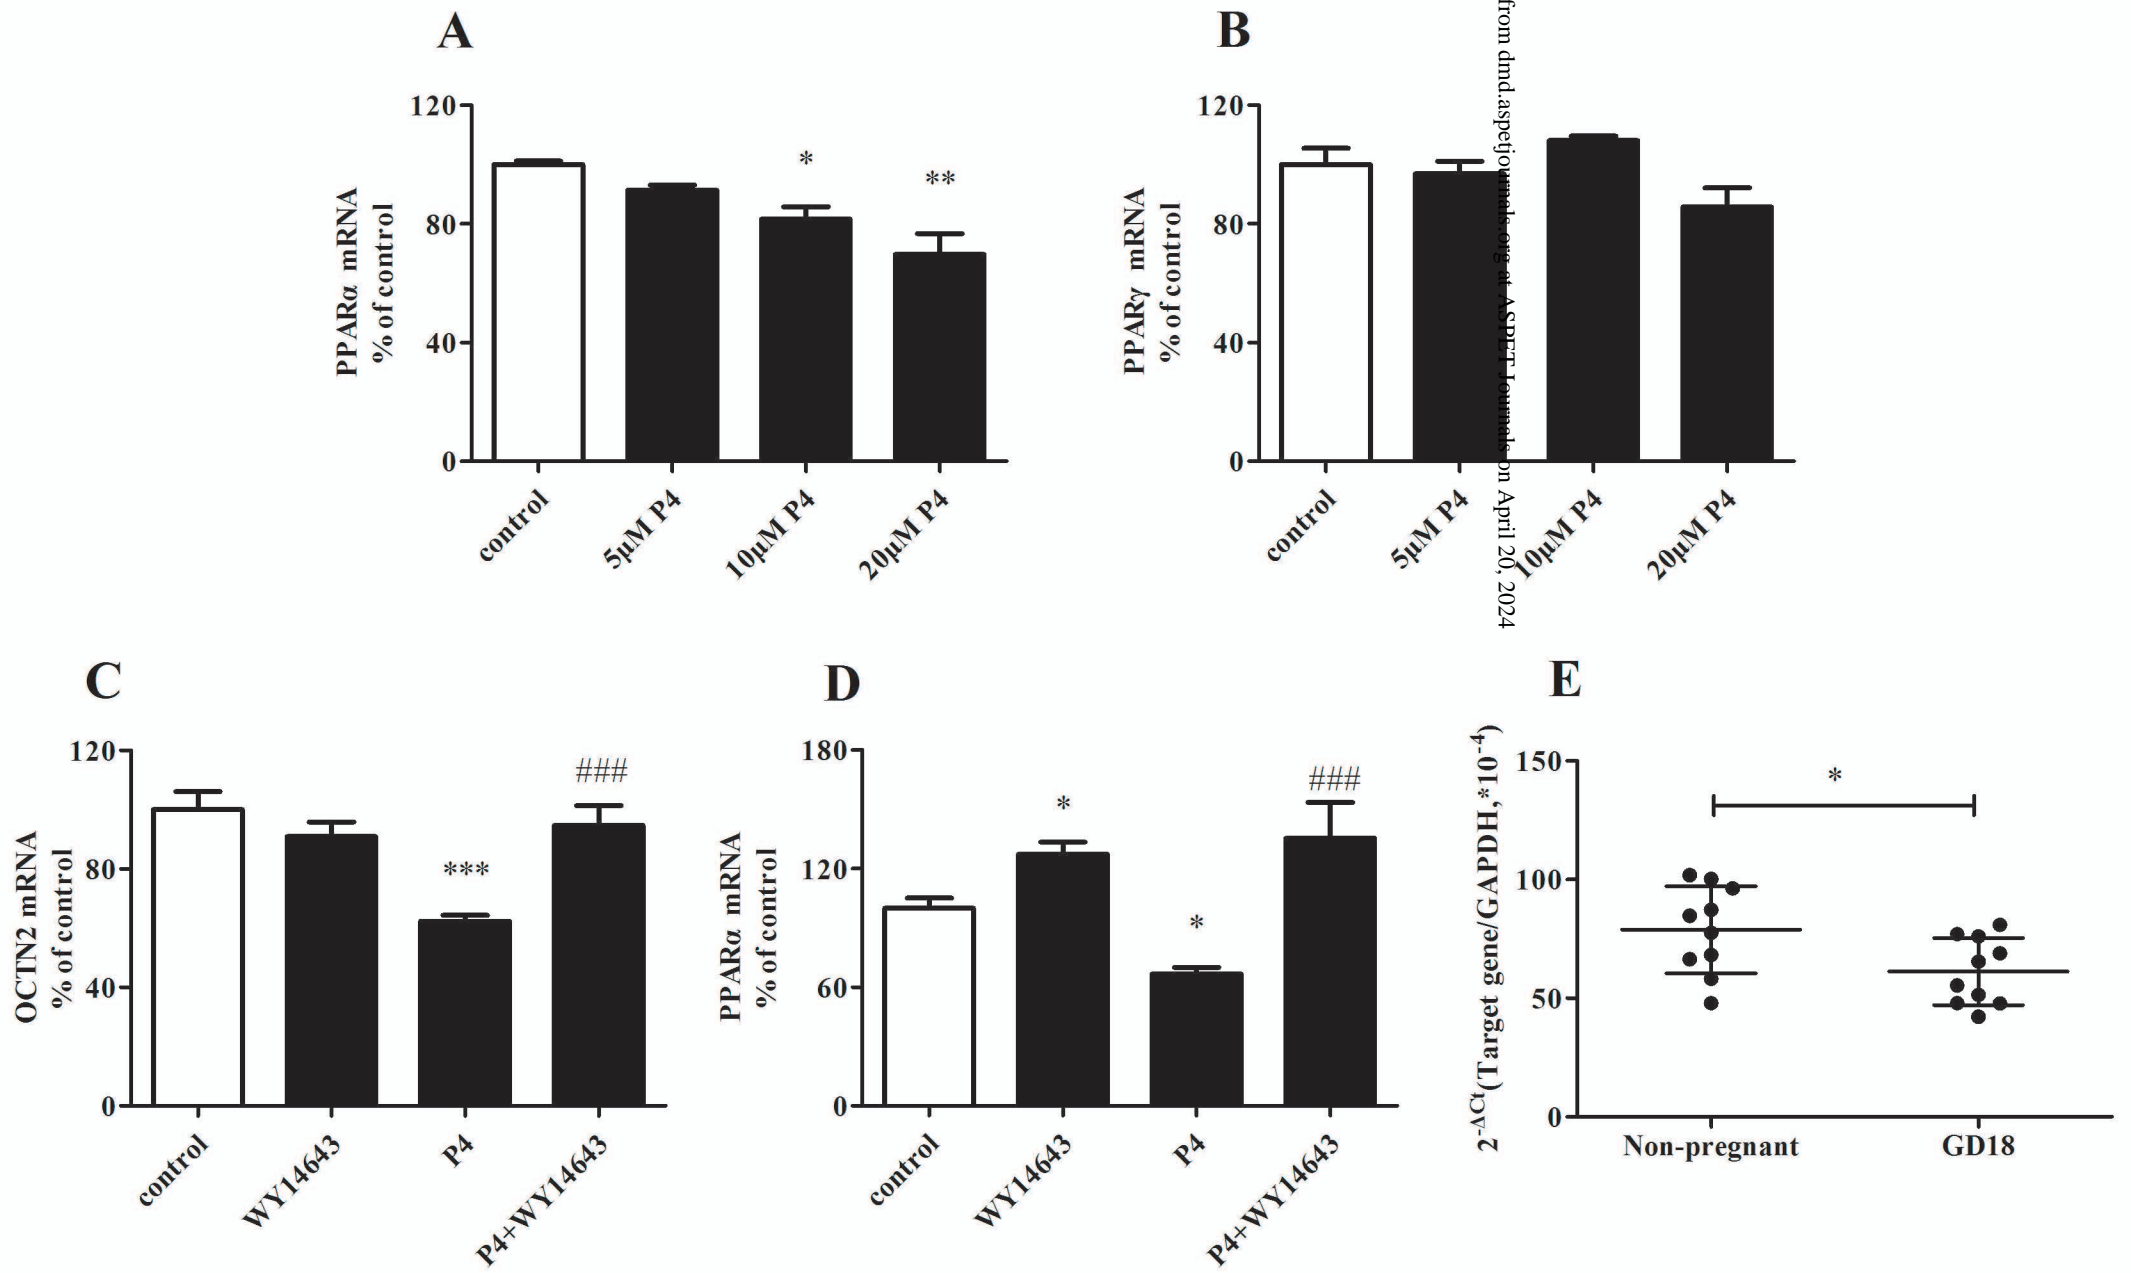 A
120
80
40
0
PPARα mRNA
% of control
*
**
control
5μM P4
10μM P4
20μM P4
B
120
80
40
0
PPARγ mRNA
% of control
control
5μM P4
10μM P4
20μM P4
from dmd.aspetjournals.org at ASPET Journals on April 20, 2024
C
120
80
40
0
OCTN2 mRNA
% of control
***
###
control
WY14643
P4
P4+WY14643
D
180
120
60
0
PPARα mRNA
% of control
*
*
###
control
WY14643
P4
P4+WY14643
E
150
100
50
0
2^-ΔCt(Target gene/GAPDH,*10^-4)
*
Non-pregnant
GD18